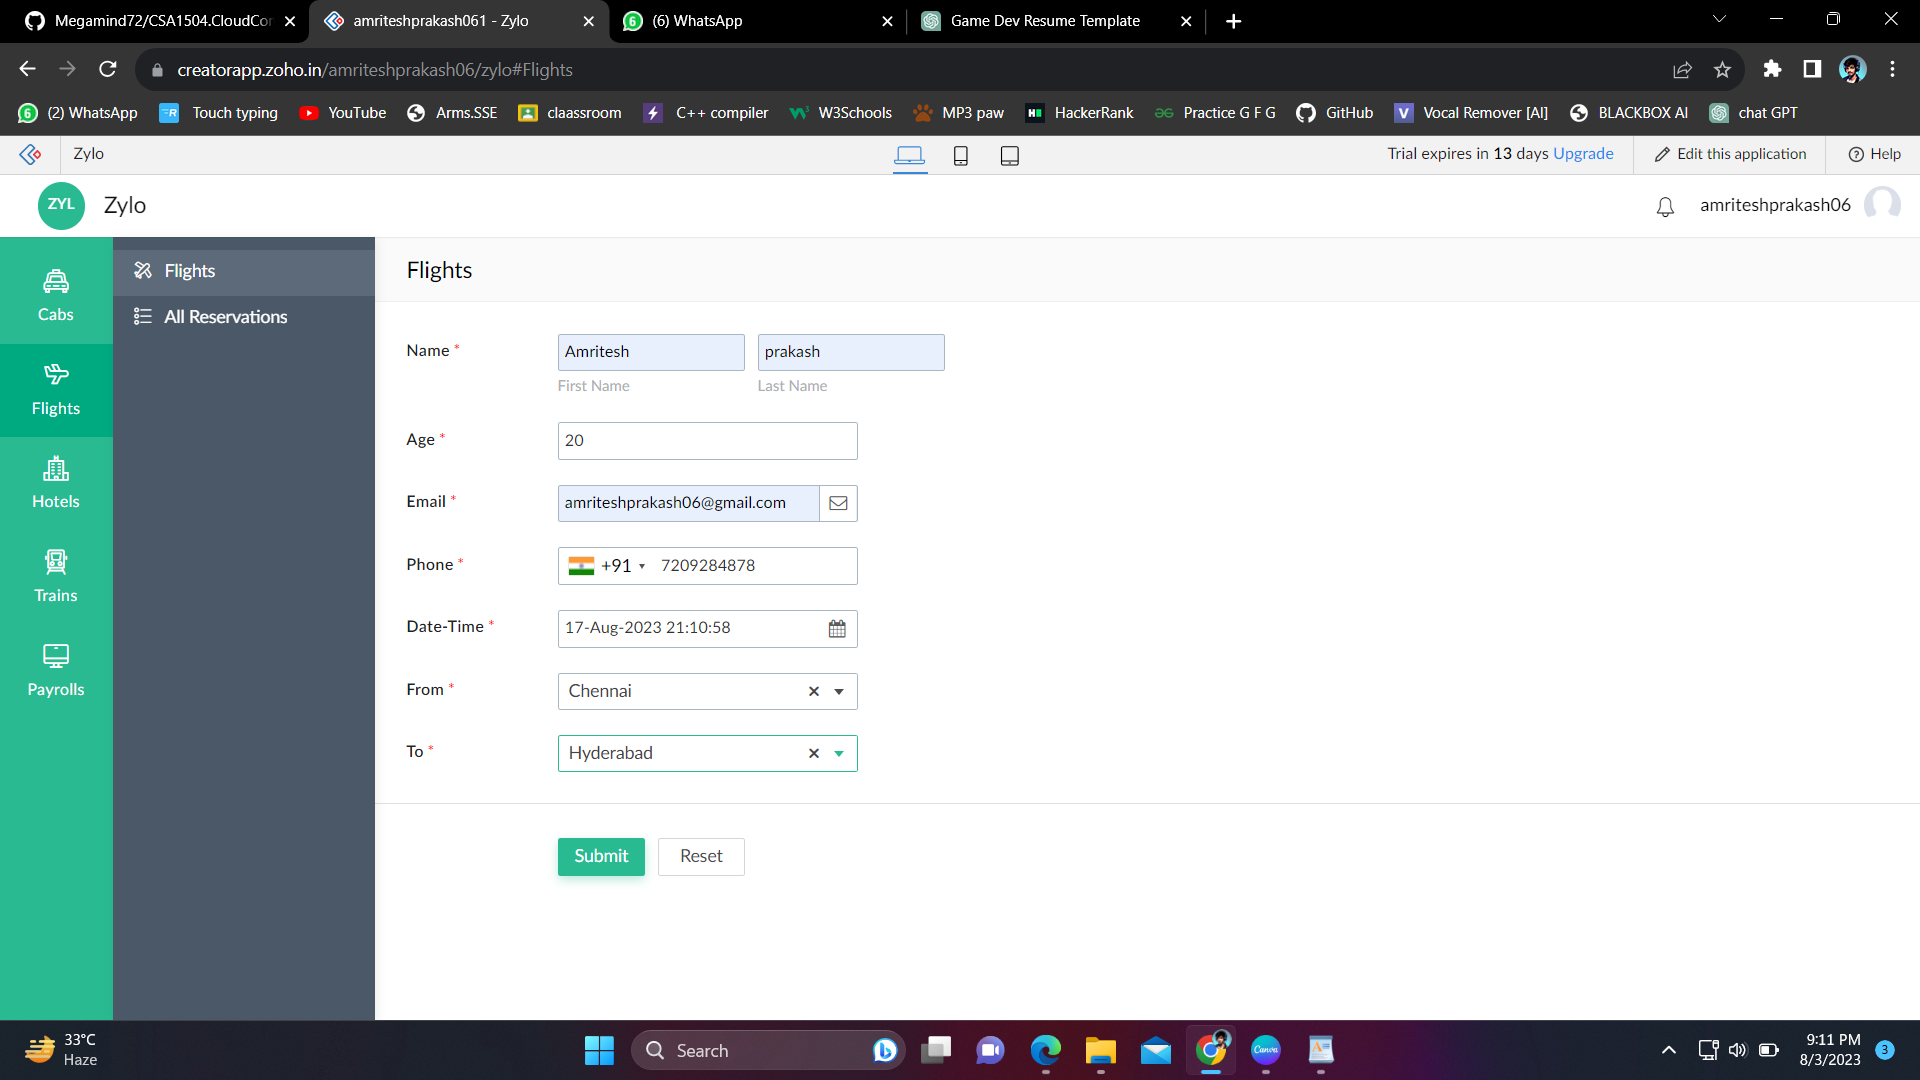 Megamind72/CSA1504.CloudCor
amriteshprakash061 - Zylo
(6) WhatsApp
Game Dev Resume Template
creatorapp.zoho.in/amriteshprakash06/zylo#Flights
(2) WhatsApp
Touch typing
YouTube
Arms.SSE
claassroom
C++ compiler
W3Schools
MP3 paw
HackerRank
Practice G F G
GitHub
Vocal Remover [AI]
BLACKBOX AI
chat GPT
Zylo
Trial expires in 13 days Upgrade
Edit this application
Help
ZYL
Zylo
amriteshprakash06
Cabs
Flights
Hotels
Trains
Payrolls
Flights
All Reservations
Flights
Name *
Amritesh
prakash
First Name
Last Name
Age *
20
Email *
amriteshprakash06@gmail.com
Phone *
+91 7209284878
Date-Time *
17-Aug-2023 21:10:58
From *
Chennai
To *
Hyderabad
Submit
Reset
33°C
Haze
Search
Canva
9:11 PM
8/3/2023
3